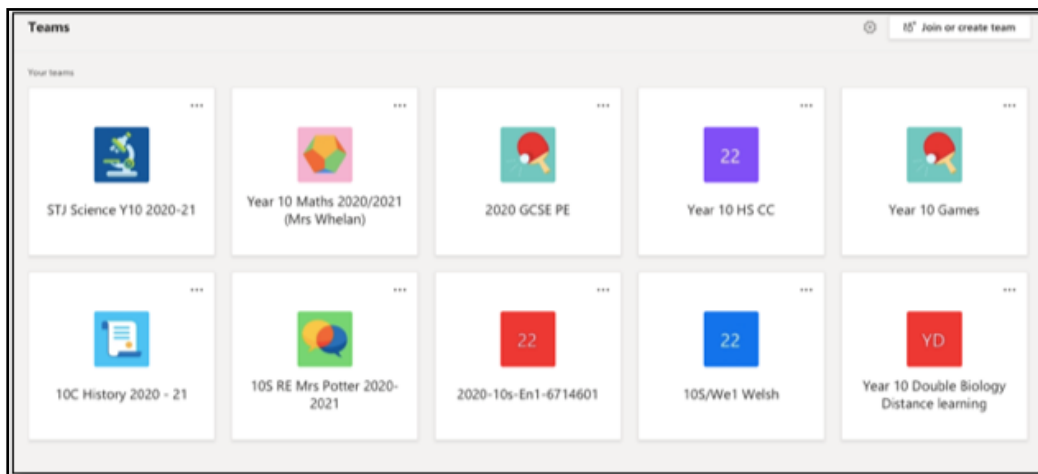 Teams
Join or create team
Your teams
STJ Science Y10 2020-21
Year 10 Maths 2020/2021
(Mrs Whelan)
2020 GCSE PE
22
Year 10 HS CC
Year 10 Games
10C History 2020 - 21
10S RE Mrs Potter 2020-
2021
22
2020-10s-En1-6714601
22
10S/We1 Welsh
YD
Year 10 Double Biology
Distance learning